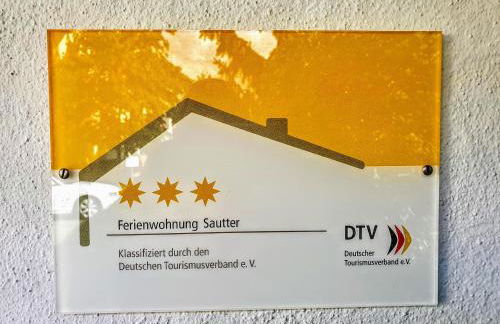 Ferienwohnung Sautter
Klassifiziert durch den
Deutschen Tourismusverband e.V.
DTV
Deutscher
Tourismusverband e.V.